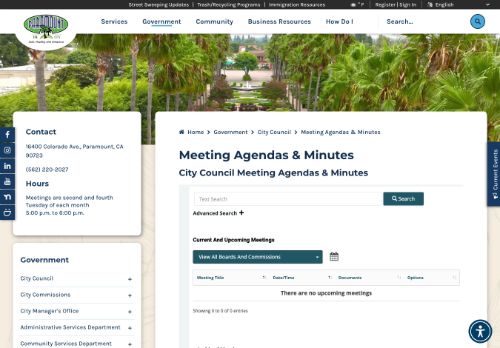 Street Sweeping Updates | Trash/Recycling Programs | Immigration Resources
° F
Register | Sign In
English
PARAMOUNT
Services
Government
Community
Business Resources
How Do I
Search...
Contact
16400 Colorado Ave., Paramount, CA
90723
(562) 220-2027
Hours
Meetings are second and fourth
Tuesday of each month
5:00 p.m. to 6:00 p.m.
Government
City Council +
City Commissions +
City Manager's Office +
Administrative Services Department +
Community Services Department +
Home > Government > City Council > Meeting Agendas & Minutes
Meeting Agendas & Minutes
City Council Meeting Agendas & Minutes
Text Search
Search
Advanced Search +
Current And Upcoming Meetings
View All Boards And Commissions
Meeting Title
Date/Time
Documents
Options
There are no upcoming meetings
Showing 0 to 0 of 0 entries
Current Events